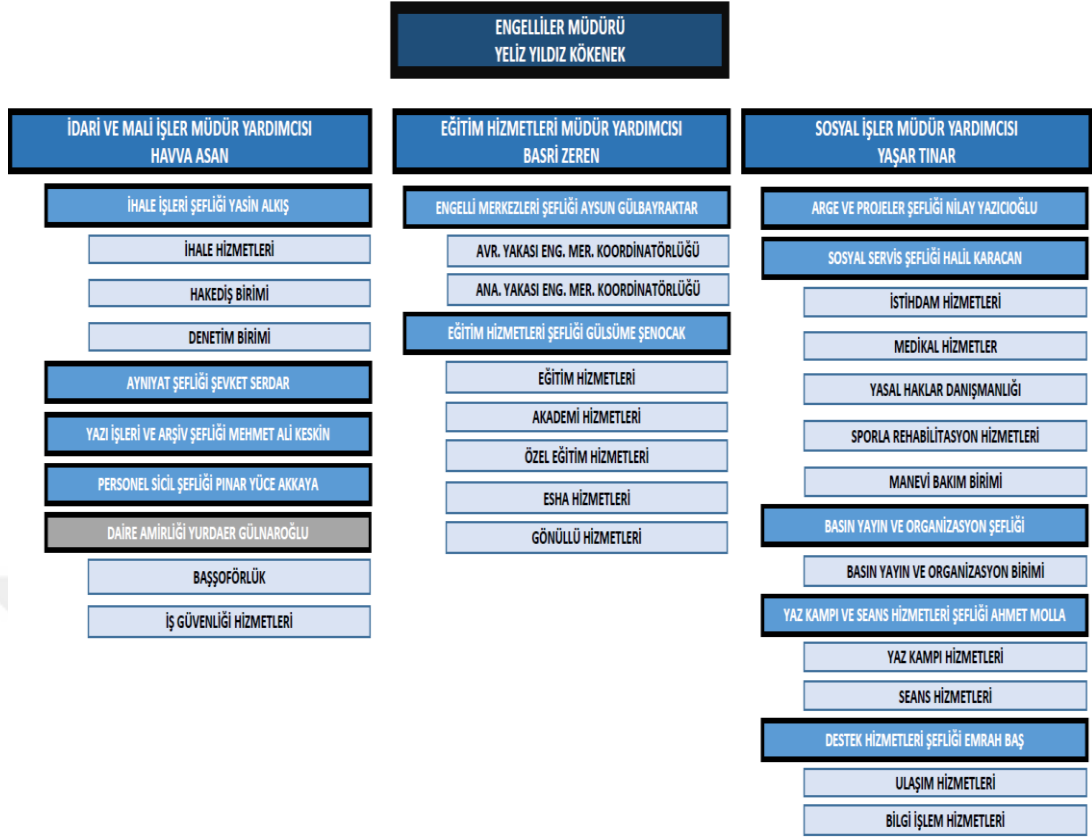 ENGELLİLER MÜDÜRÜ
YELİZ YILDIZ KÖKENEK
İDARİ VE MALİ İŞLER MÜDÜR YARDIMCISI
HAVVA ASAN
İHALE İŞLERİ ŞEFLİĞİ YASİN ALKIŞ
İHALE HİZMETLERİ
HAKEDİŞ BİRİMİ
DENETİM BİRİMİ
AYNIYAT ŞEFLİĞİ ŞEVKET SERDAR
YAZI İŞLERİ VE ARŞİV ŞEFLİĞİ MEHMET ALİ KESKİN
PERSONEL SİCİL ŞEFLİĞİ PINAR YÜCE AKKAYA
DAİRE AMİRLİĞİ YURDAER GÜLNAROĞLU
BAŞŞOFÖRLÜK
İŞ GÜVENLİĞİ HİZMETLERİ
EĞİTİM HİZMETLERİ MÜDÜR YARDIMCISI
BASRİ ZEREN
ENGELLİ MERKEZLERİ ŞEFLİĞİ AYSUN GÜLBAYRAKTAR
AVR. YAKASI ENG. MER. KOORDİNATÖRLÜĞÜ
ANA. YAKASI ENG. MER. KOORDİNATÖRLÜĞÜ
EĞİTİM HİZMETLERİ ŞEFLİĞİ GÜLSÜME ŞENOCAK
EĞİTİM HİZMETLERİ
AKADEMİ HİZMETLERİ
ÖZEL EĞİTİM HİZMETLERİ
ESHA HİZMETLERİ
GÖNÜLLÜ HİZMETLERİ
SOSYAL İŞLER MÜDÜR YARDIMCISI
YAŞAR TINAR
ARGE VE PROJELER ŞEFLİĞİ NİLAY YAZICIOĞLU
SOSYAL SERVİS ŞEFLİĞİ HALİL KARACAN
İSTİHDAM HİZMETLERİ
MEDİKAL HİZMETLER
YASAL HAKLAR DANIŞMANLIĞI
SPORLA REHABİLİTASYON HİZMETLERİ
MANEVİ BAKIM BİRİMİ
BASIN YAYIN VE ORGANİZASYON ŞEFLİĞİ
BASIN YAYIN VE ORGANİZASYON BİRİMİ
YAZ KAMPI VE SEANS HİZMETLERİ ŞEFLİĞİ AHMET MOLLA
YAZ KAMPI HİZMETLERİ
SEANS HİZMETLERİ
DESTEK HİZMETLERİ ŞEFLİĞİ EMRAH BAŞ
ULAŞIM HİZMETLERİ
BİLGİ İŞLEM HİZMETLERİ